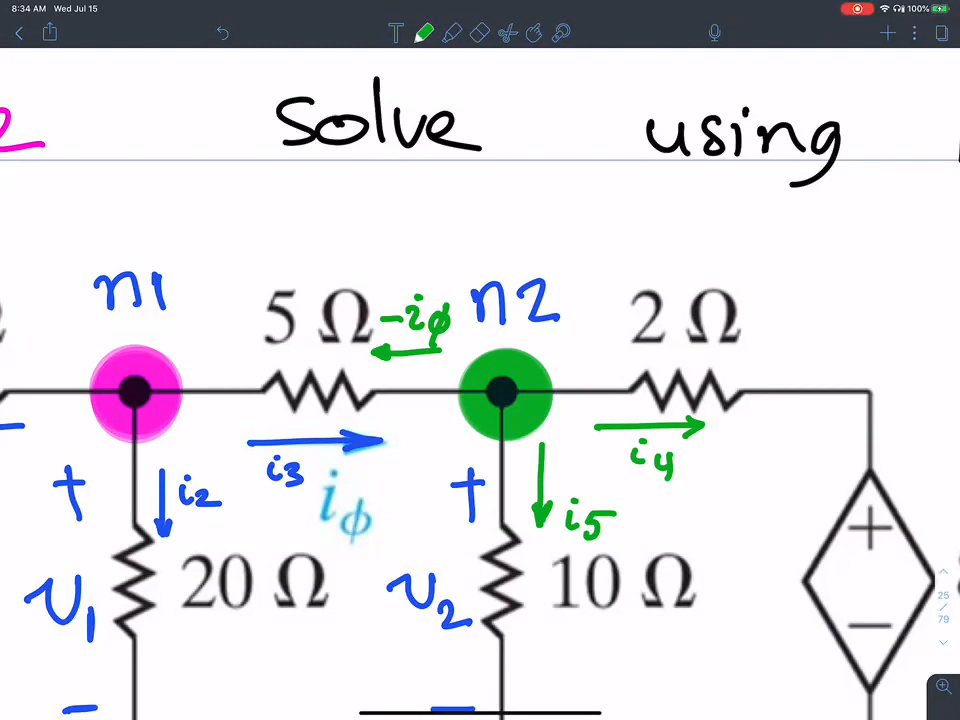 8:34 AM Wed Jul 15
100%
solve using
n1
5 Ω
-iφ
n2
2 Ω
i3
i4
+
i2
iφ
+
i5
+
20 Ω
10 Ω
v1
v2
25
/
79
−
-
-